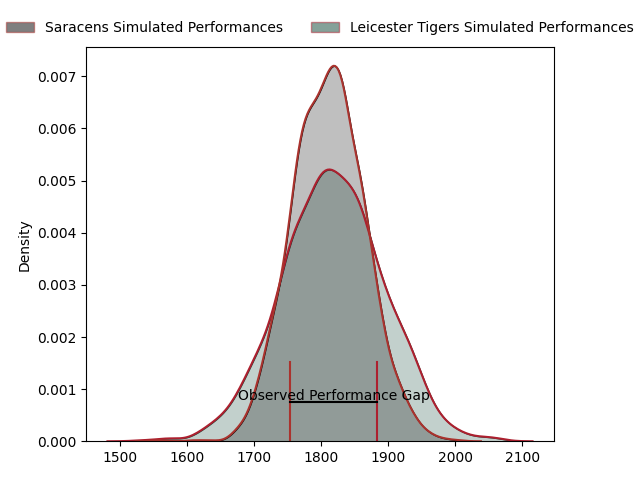 Saracens Simulated Performances Leicester Tigers Simulated Performances
0.007
0.006
0.005
0.004
0.003
0.002
0.001
0.000
Density
Observed Performance Gap
1500 1600 1700 1800 1900 2000 2100